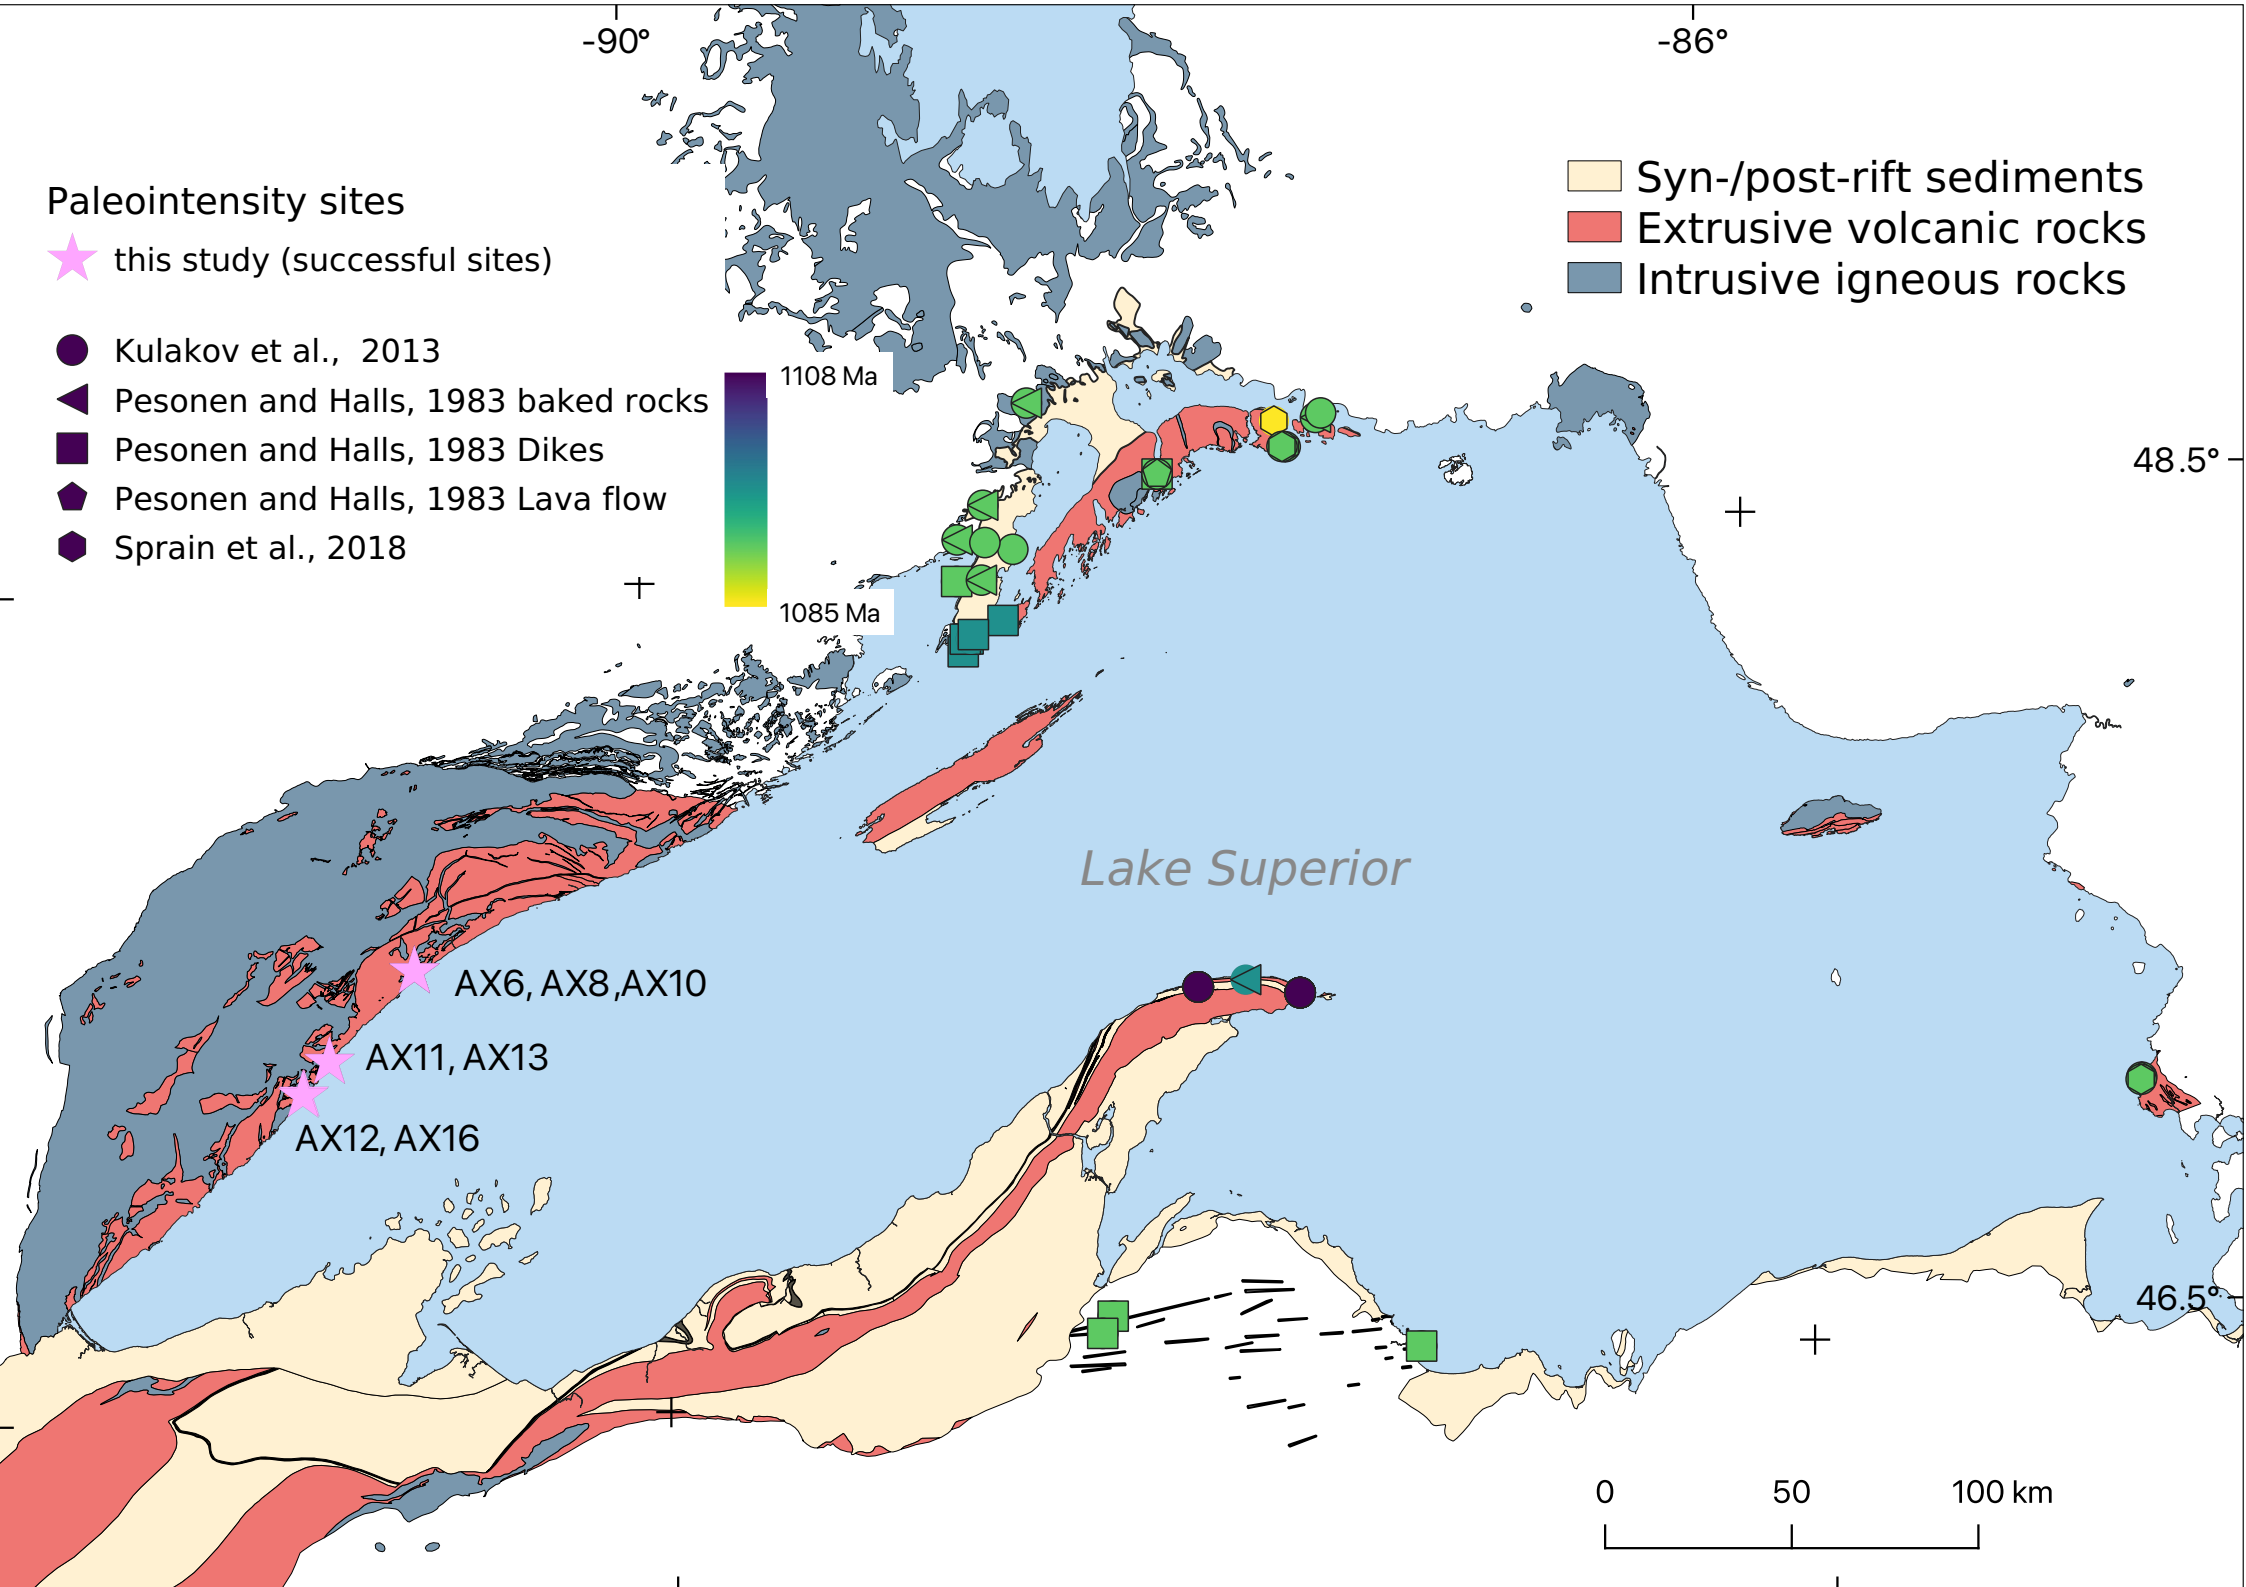 -90°
-86°
Syn-/post-rift sediments
Extrusive volcanic rocks
Intrusive igneous rocks
Paleointensity sites
this study (successful sites)
Kulakov et al., 2013
Pesonen and Halls, 1983 baked rocks
Pesonen and Halls, 1983 Dikes
Pesonen and Halls, 1983 Lava flow
Sprain et al., 2018
1108 Ma
1085 Ma
48.5°
Lake Superior
AX6, AX8,AX10
AX11, AX13
AX12, AX16
46.5°
0 50 100 km